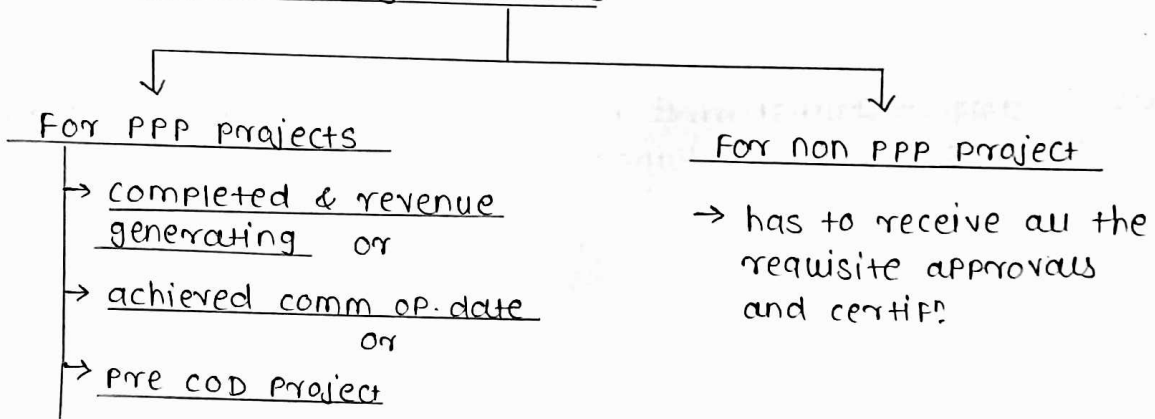 For PPP projects
→ completed & revenue
generating or
→ achieved comm op. date
or
→ pre COD project
For non PPP project
→ has to receive all the
requisite approvals
and certifn